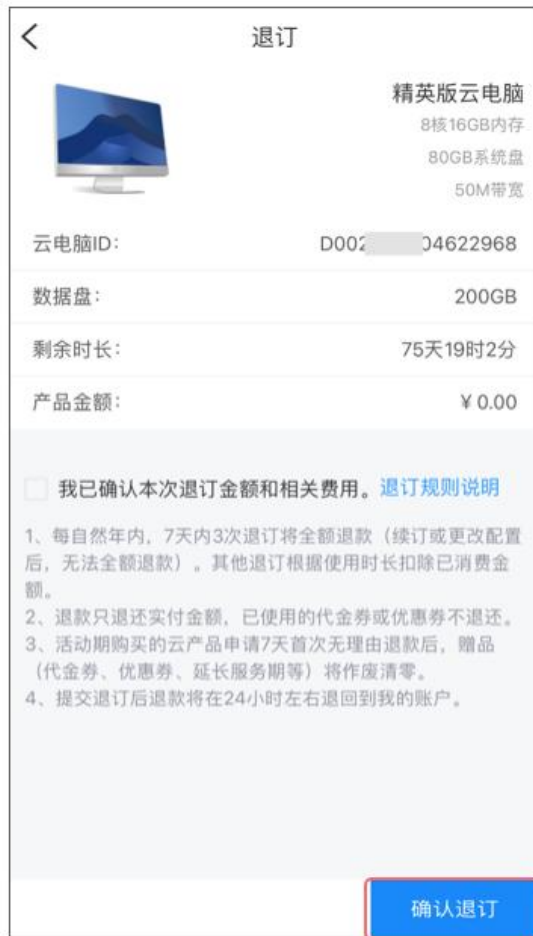 退订
精英版云电脑
8核16GB内存
80GB系统盘
50M带宽
云电脑ID： D002 04622968
数据盘： 200GB
剩余时长： 75天19时2分
产品金额： ¥0.00
我已确认本次退订金额和相关费用。退订规则说明
1、每自然年内，7天内3次退订将全额退款（续订或更改配置
后，无法全额退款）。其他退订根据使用时长扣除已消费金
额。
2、退款只退还实付金额，已使用的代金券或优惠券不退还。
3、活动期购买的云产品申请7天首次无理由退款后，赠品
（代金券、优惠券、延长服务期等）将作废清零。
4、提交退订后退款将在24小时左右退回到我的账户。
确认退订